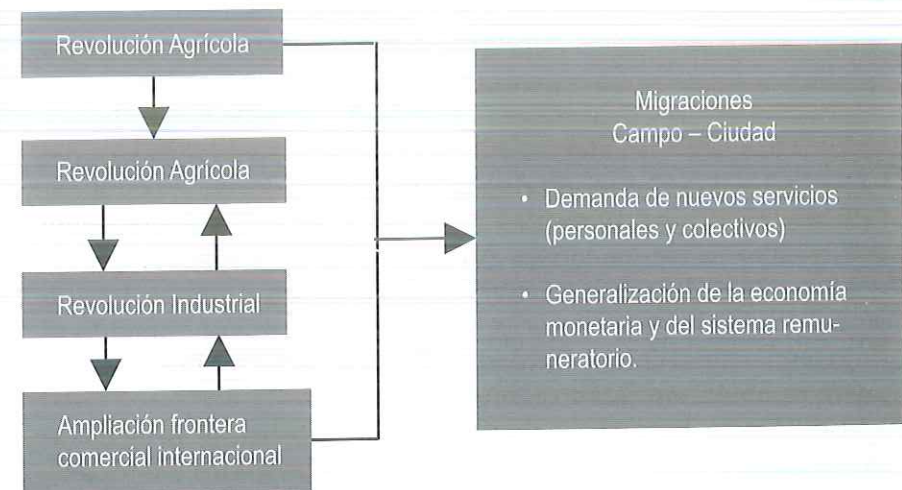 Revolución Agrícola
Revolución Agrícola
Revolución Industrial
Ampliación frontera
comercial internacional
Migraciones
Campo – Ciudad
• Demanda de nuevos servicios
(personales y colectivos)
• Generalización de la economía
monetaria y del sistema remu-
neratorio.